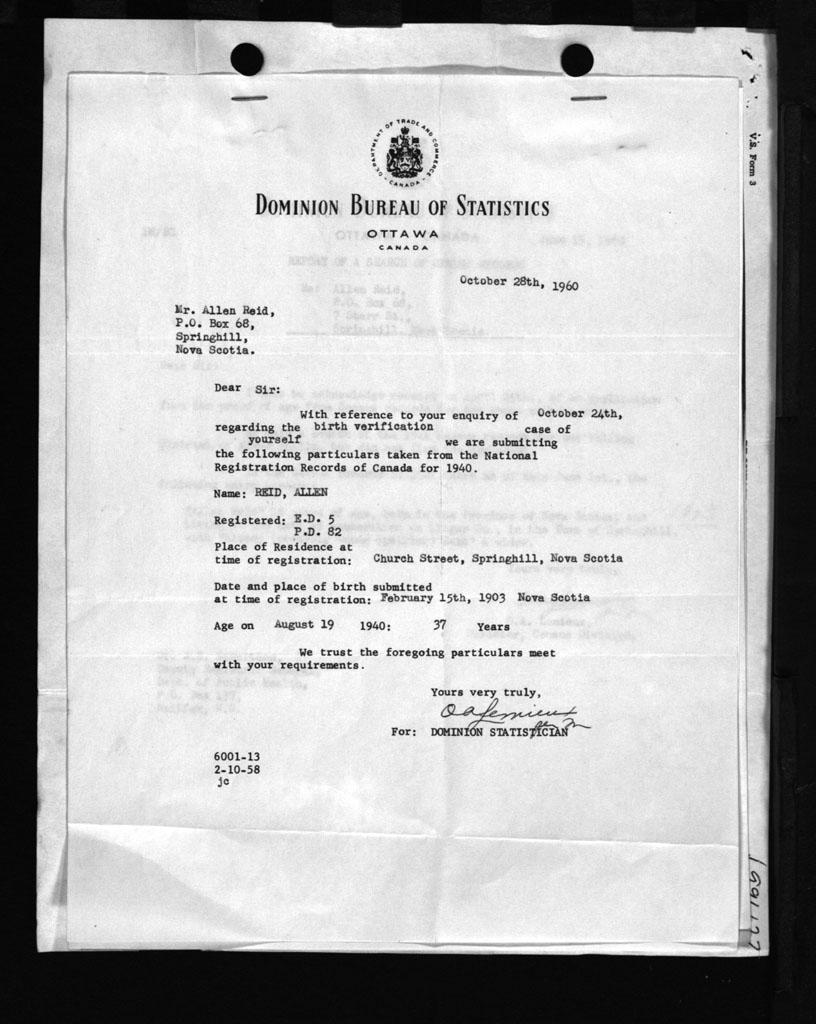 DEPARTMENT OF TRADE AND COMMERCE
CANADA
DOMINION BUREAU OF STATISTICS
OTTAWA
CANADA
October 28th, 1960
Mr. Allen Reid,
P.O. Box 68,
Springhill,
Nova Scotia.
Dear Sir:
With reference to your enquiry of October 24th,
regarding the birth verification case of
yourself we are submitting
the following particulars taken from the National
Registration Records of Canada for 1940.
Name: REID, ALLEN
Registered: E.D. 5
P.D. 82
Place of Residence at
time of registration: Church Street, Springhill, Nova Scotia
Date and place of birth submitted
at time of registration: February 15th, 1903 Nova Scotia
Age on August 19 1940: 37 Years
We trust the foregoing particulars meet
with your requirements.
Yours very truly,
OALemieux
For: DOMINION STATISTICIAN
6001-13
2-10-58
jc
V.S. Form 3